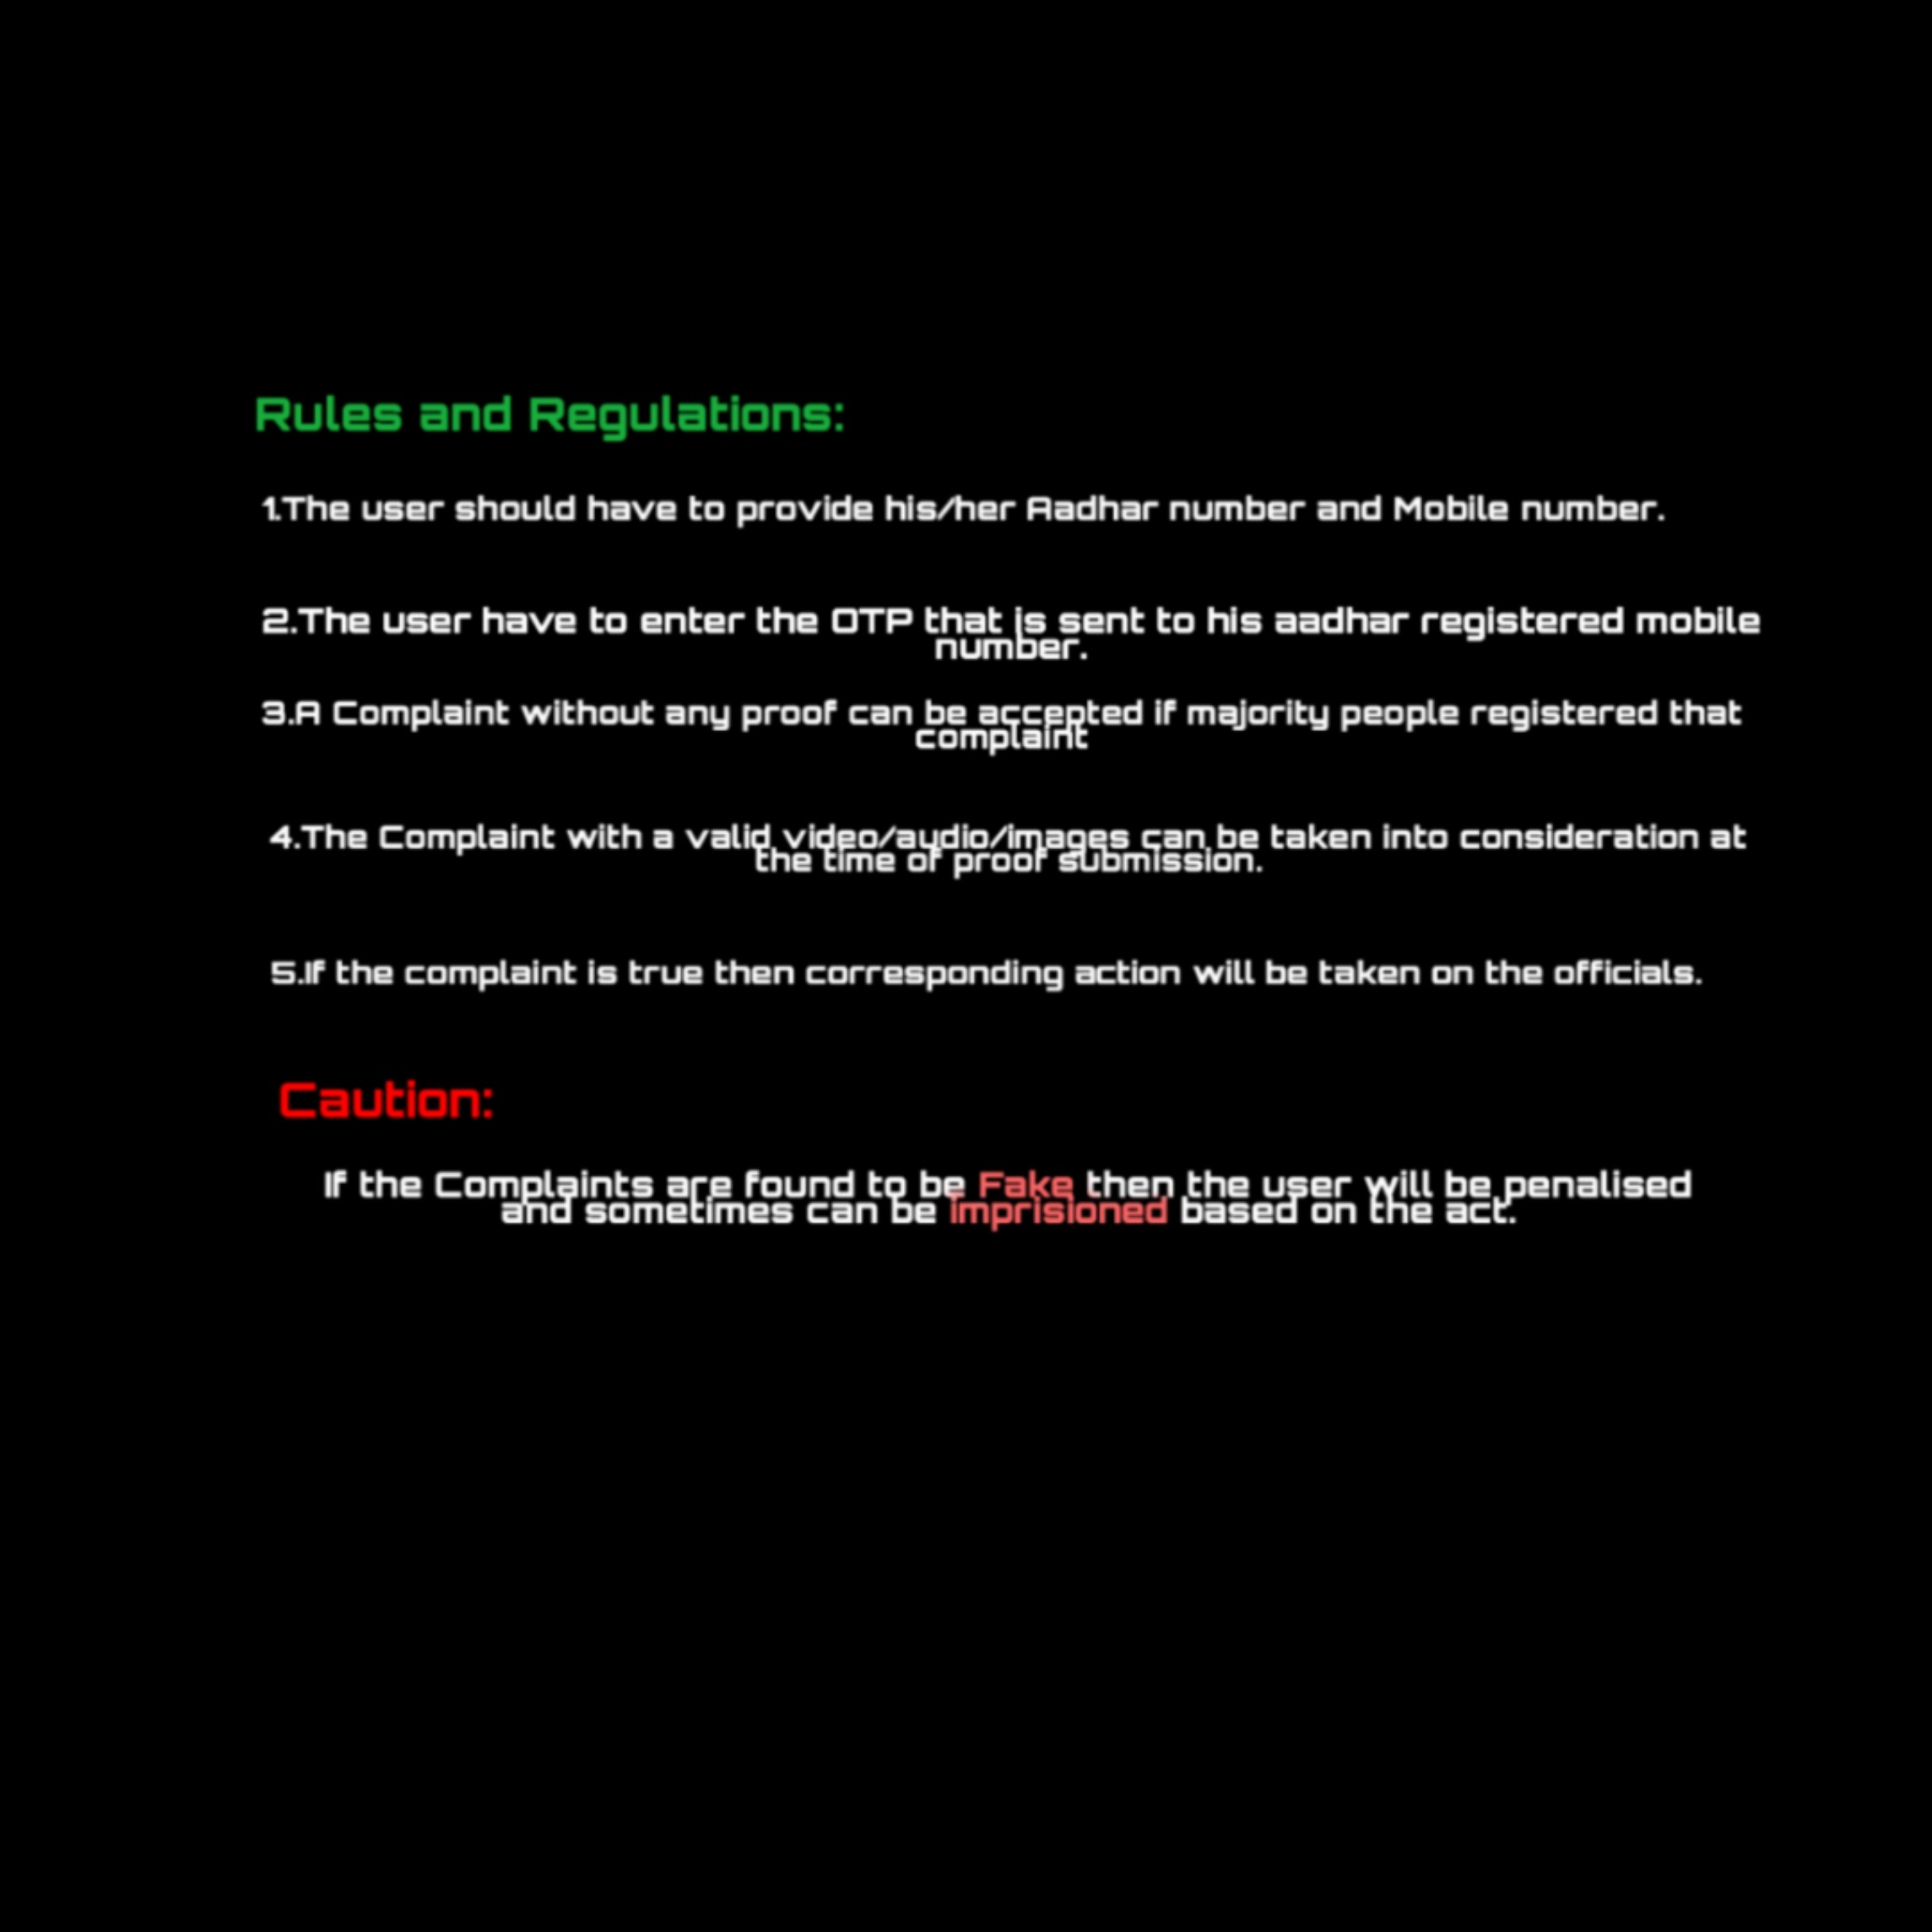 Rules and Regulations:
1.The user should have to provide his/her Aadhar number and Mobile number.
2.The user have to enter the OTP that is sent to his aadhar registered mobile
number.
3.A Complaint without any proof can be accepted if majority people registered that
complaint
4.The Complaint with a valid video/audio/images can be taken into consideration at
the time of proof submission.
5.If the complaint is true then corresponding action will be taken on the officials.
Caution:
If the Complaints are found to be Fake then the user will be penalised
and sometimes can be imprisioned based on the act.